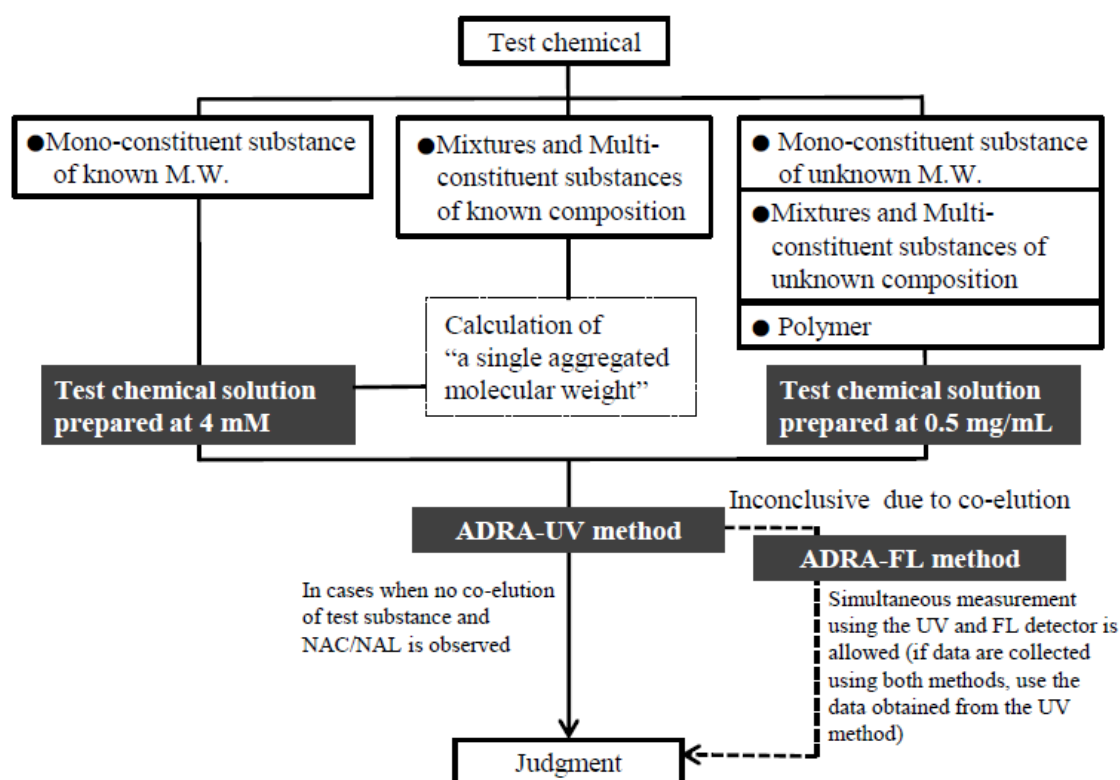 Test chemical
●Mono-constituent substance
of known M.W.
●Mixtures and Multi-
constituent substances
of known composition
● Mono-constituent substance
of unknown M.W.
●Mixtures and Multi-
constituent substances of
unknown composition
● Polymer
Calculation of
“a single aggregated
molecular weight”
Test chemical solution
prepared at 4 mM
Test chemical solution
prepared at 0.5 mg/mL
Inconclusive due to co-elution
ADRA-UV method
ADRA-FL method
In cases when no co-elution
of test substance and
NAC/NAL is observed
Simultaneous measurement
using the UV and FL detector is
allowed (if data are collected
using both methods, use the
data obtained from the UV
method)
Judgment